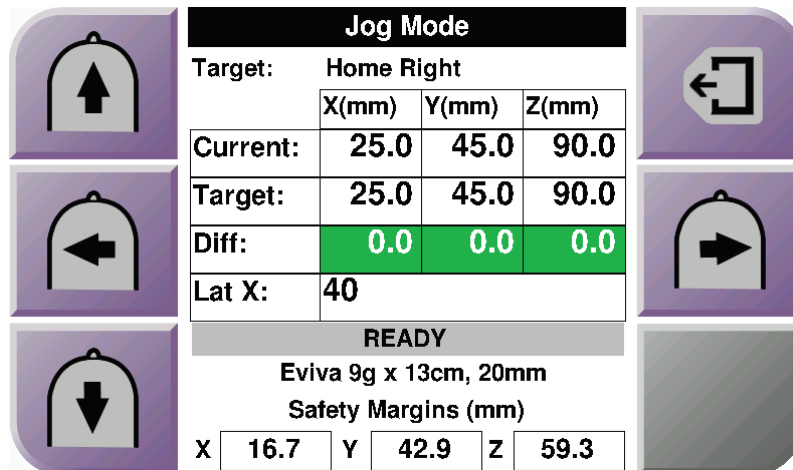 Jog Mode
Target: Home Right
X(mm) Y(mm) Z(mm)
Current: 25.0 45.0 90.0
Target: 25.0 45.0 90.0
Diff: 0.0 0.0 0.0
Lat X: 40
READY
Eviva 9g x 13cm, 20mm
Safety Margins (mm)
X 16.7 Y 42.9 Z 59.3